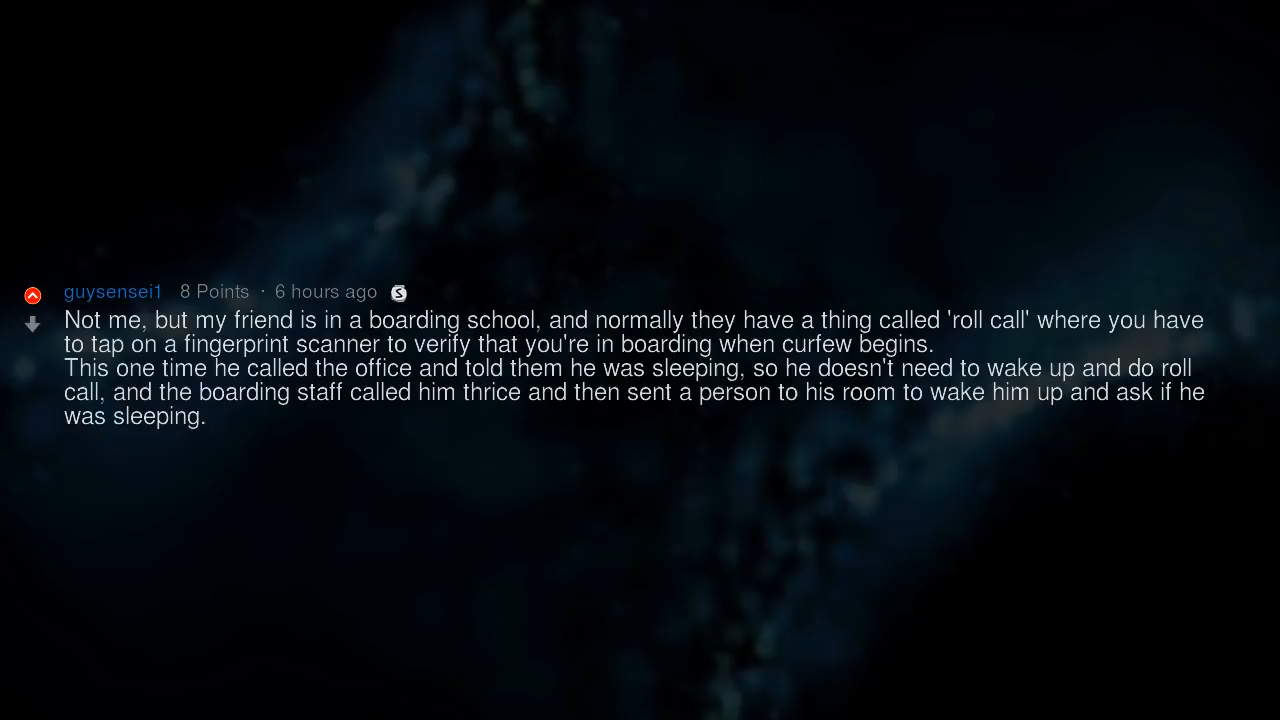 guysensei1 8 Points · 6 hours ago S
Not me, but my friend is in a boarding school, and normally they have a thing called 'roll call' where you have
to tap on a fingerprint scanner to verify that you're in boarding when curfew begins.
This one time he called the office and told them he was sleeping, so he doesn't need to wake up and do roll
call, and the boarding staff called him thrice and then sent a person to his room to wake him up and ask if he
was sleeping.